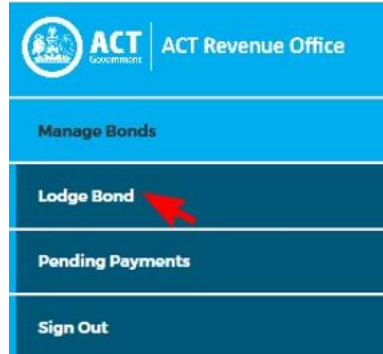 ACT
Government
ACT Revenue Office
Manage Bonds
Lodge Bond
Pending Payments
Sign Out